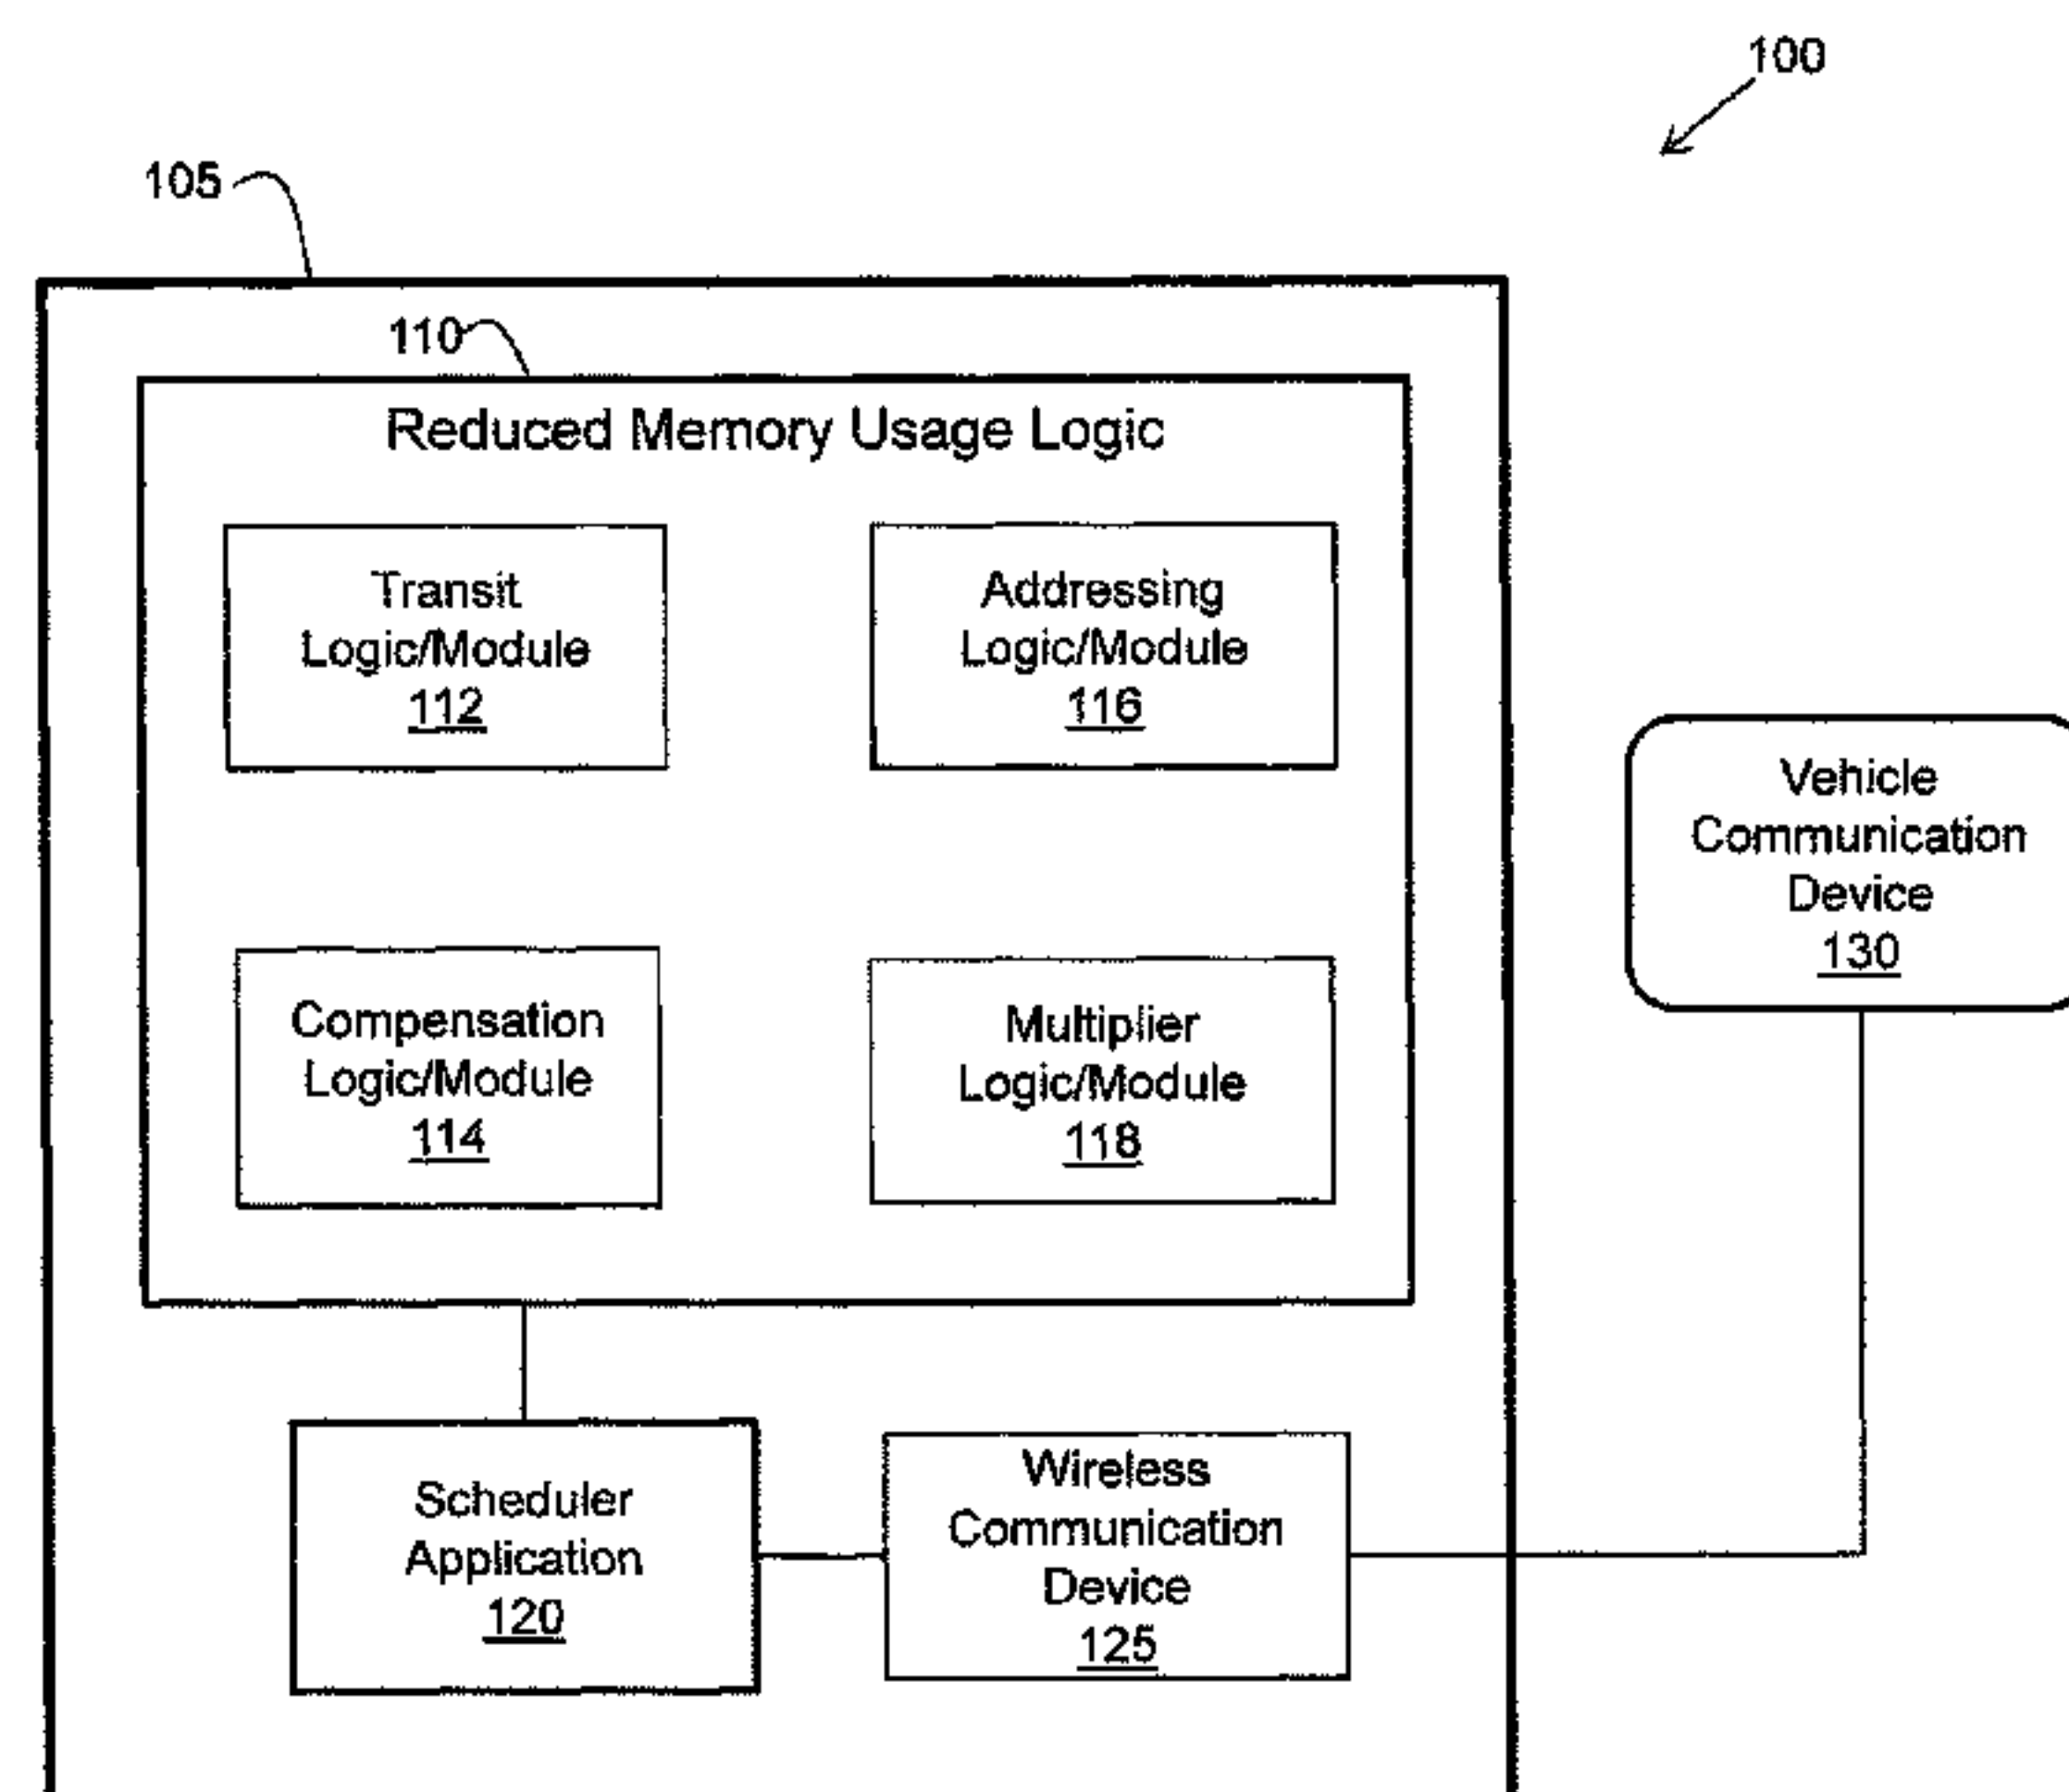 100
105
110
Reduced Memory Usage Logic
Transit
Logic/Module
112
Addressing
Logic/Module
116
Vehicle
Communication
Device
130
Compensation
Logic/Module
114
Multiplier
Logic/Module
118
Scheduler
Application
120
Wireless
Communication
Device
125